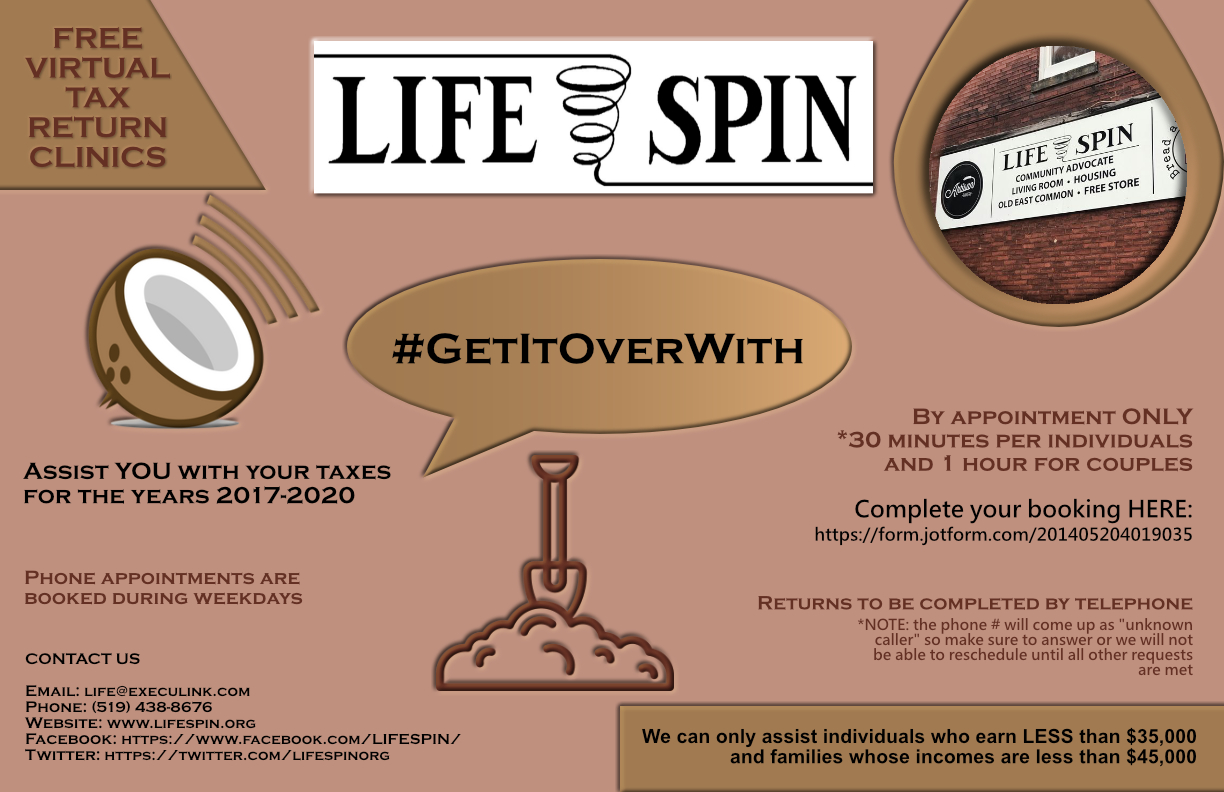 FREE
VIRTUAL
TAX
RETURN
CLINICS
LIFE SPIN
Artisan
LIFE SPIN
COMMUNITY ADVOCATE
LIVING ROOM • HOUSING
OLD EAST COMMON • FREE STORE
Bread a
#GETITOVERWITH
ASSIST YOU WITH YOUR TAXES
FOR THE YEARS 2017-2020
PHONE APPOINTMENTS ARE
BOOKED DURING WEEKDAYS
CONTACT US
EMAIL: LIFE@EXECULINK.COM
PHONE: (519) 438-8676
WEBSITE: WWW.LIFESPIN.ORG
FACEBOOK: HTTPS://WWW.FACEBOOK.COM/LIFESPIN/
TWITTER: HTTPS://TWITTER.COM/LIFESPINORG
BY APPOINTMENT ONLY
*30 MINUTES PER INDIVIDUALS
AND 1 HOUR FOR COUPLES
Complete your booking HERE:
https://form.jotform.com/201405204019035
RETURNS TO BE COMPLETED BY TELEPHONE
*NOTE: the phone # will come up as "unknown
caller" so make sure to answer or we will not
be able to reschedule until all other requests
are met
We can only assist individuals who earn LESS than $35,000
and families whose incomes are less than $45,000